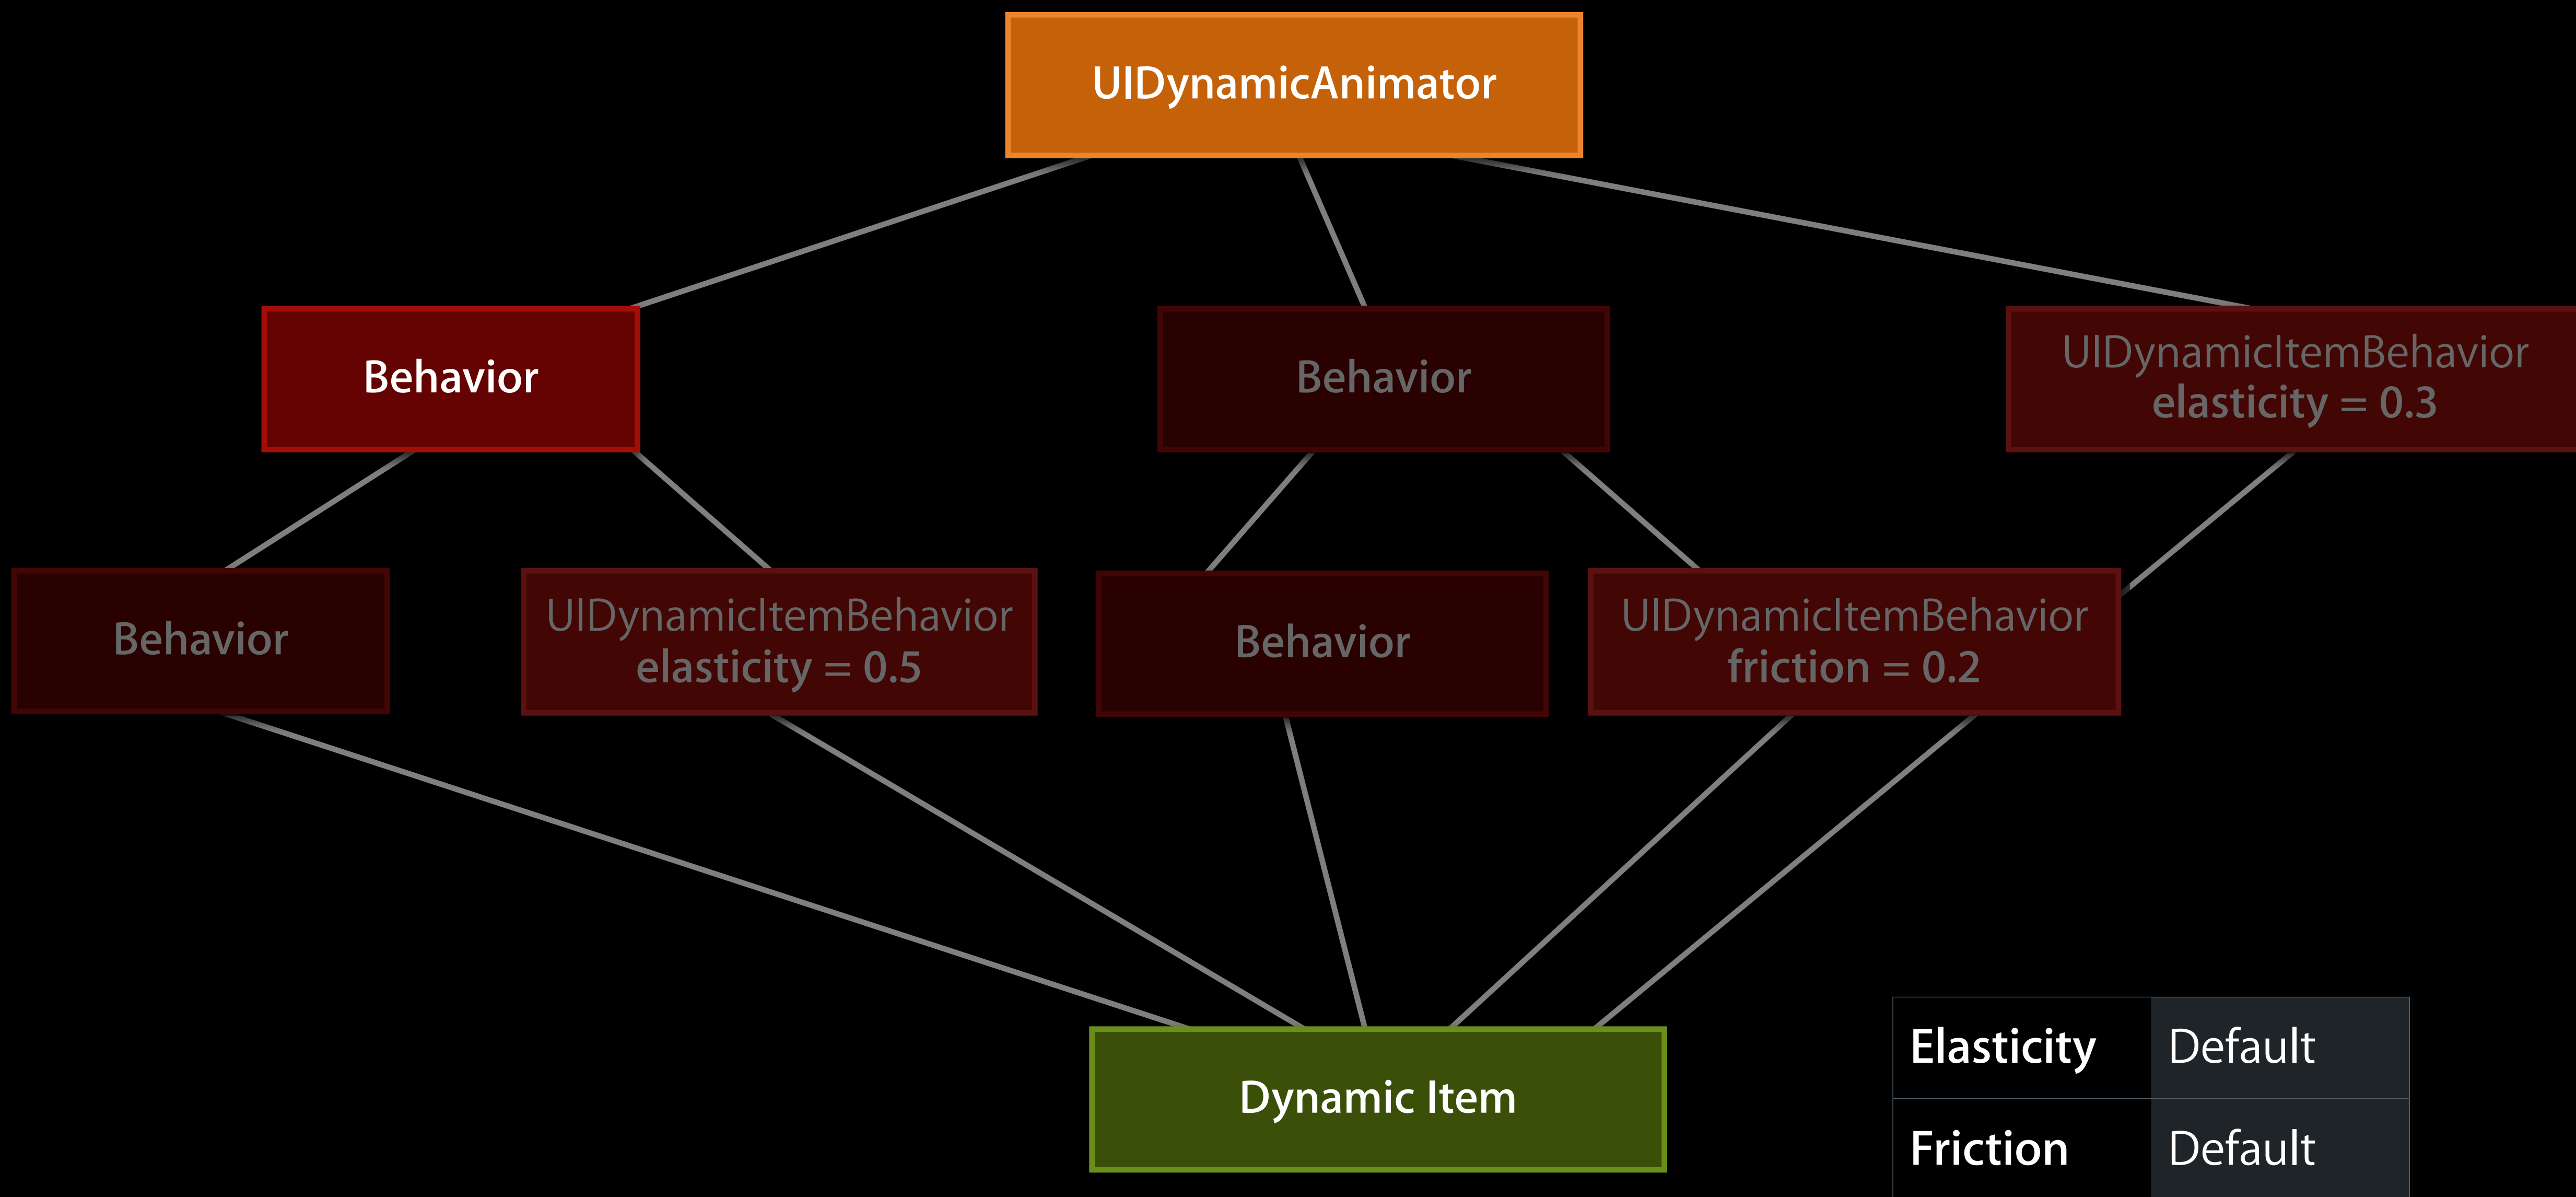 UIDynamicAnimator
Behavior
Behavior
UIDynamicItemBehavior
elasticity = 0.3
Behavior
UIDynamicItemBehavior
elasticity = 0.5
Behavior
UIDynamicItemBehavior
friction = 0.2
Dynamic Item
Elasticity Default
Friction Default